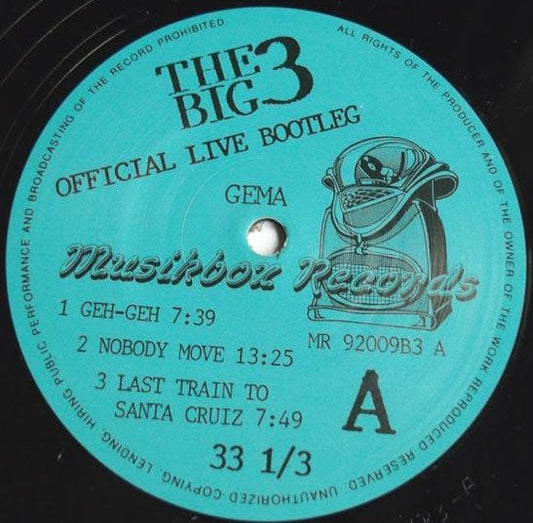 ALL RIGHTS OF THE PRODUCER AND OF THE OWNER OF THE WORK REPRODUCED RESERVED. UNAUTHORIZED COPYING, LENDING, HIRING PUBLIC PERFORMANCE AND BROADCASTING OF THE RECORD PROHIBITED.
THE BIG 3
OFFICIAL LIVE BOOTLEG
GEMA
Musikbox Records
1 GEH-GEH 7:39
MR 92009B3 A
2 NOBODY MOVE 13:25
3 LAST TRAIN TO
SANTA CRUIZ 7:49
A
33 1/3